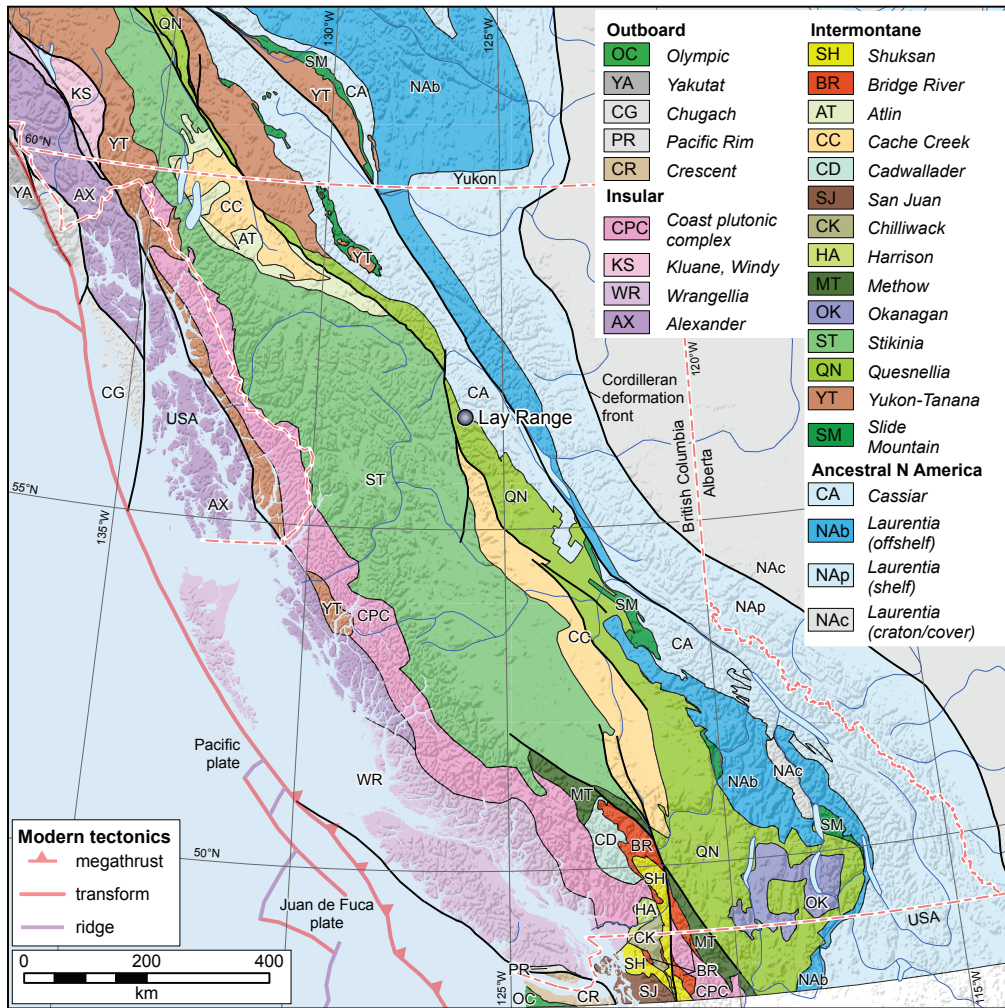 QN
130°W
SM
125°W
CA
YT
NAb
KS
YT
60°N
Yukon
YA
AX
CC
AT
YT
CG
USA
CA
Lay Range
Cordilleran
deformation
front
120°W
British Columbia
Alberta
ST
QN
55°N
135°W
AX
NAc
NAp
SM
CA
YT
CPC
CC
Pacific
plate
WR
NAc
NAb
MT
SM
CD
BR
50°N
QN
SH
OK
HA
USA
Juan de Fuca
plate
CK
MT
SH
BR
PR
NAb
125°W
OC
CR
SJ
CPC
115°W
Outboard
OC Olympic
YA Yakutat
CG Chugach
PR Pacific Rim
CR Crescent
Insular
CPC Coast plutonic
complex
KS Kluane, Windy
WR Wrangellia
AX Alexander
Intermontane
SH Shuksan
BR Bridge River
AT Atlin
CC Cache Creek
CD Cadwallader
SJ San Juan
CK Chilliwack
HA Harrison
MT Methow
OK Okanagan
ST Stikinia
QN Quesnellia
YT Yukon-Tanana
SM Slide
Mountain
Ancestral N America
CA Cassiar
NAb Laurentia
(offshelf)
NAp Laurentia
(shelf)
NAc Laurentia
(craton/cover)
Modern tectonics
megathrust
transform
ridge
0 200 400
km